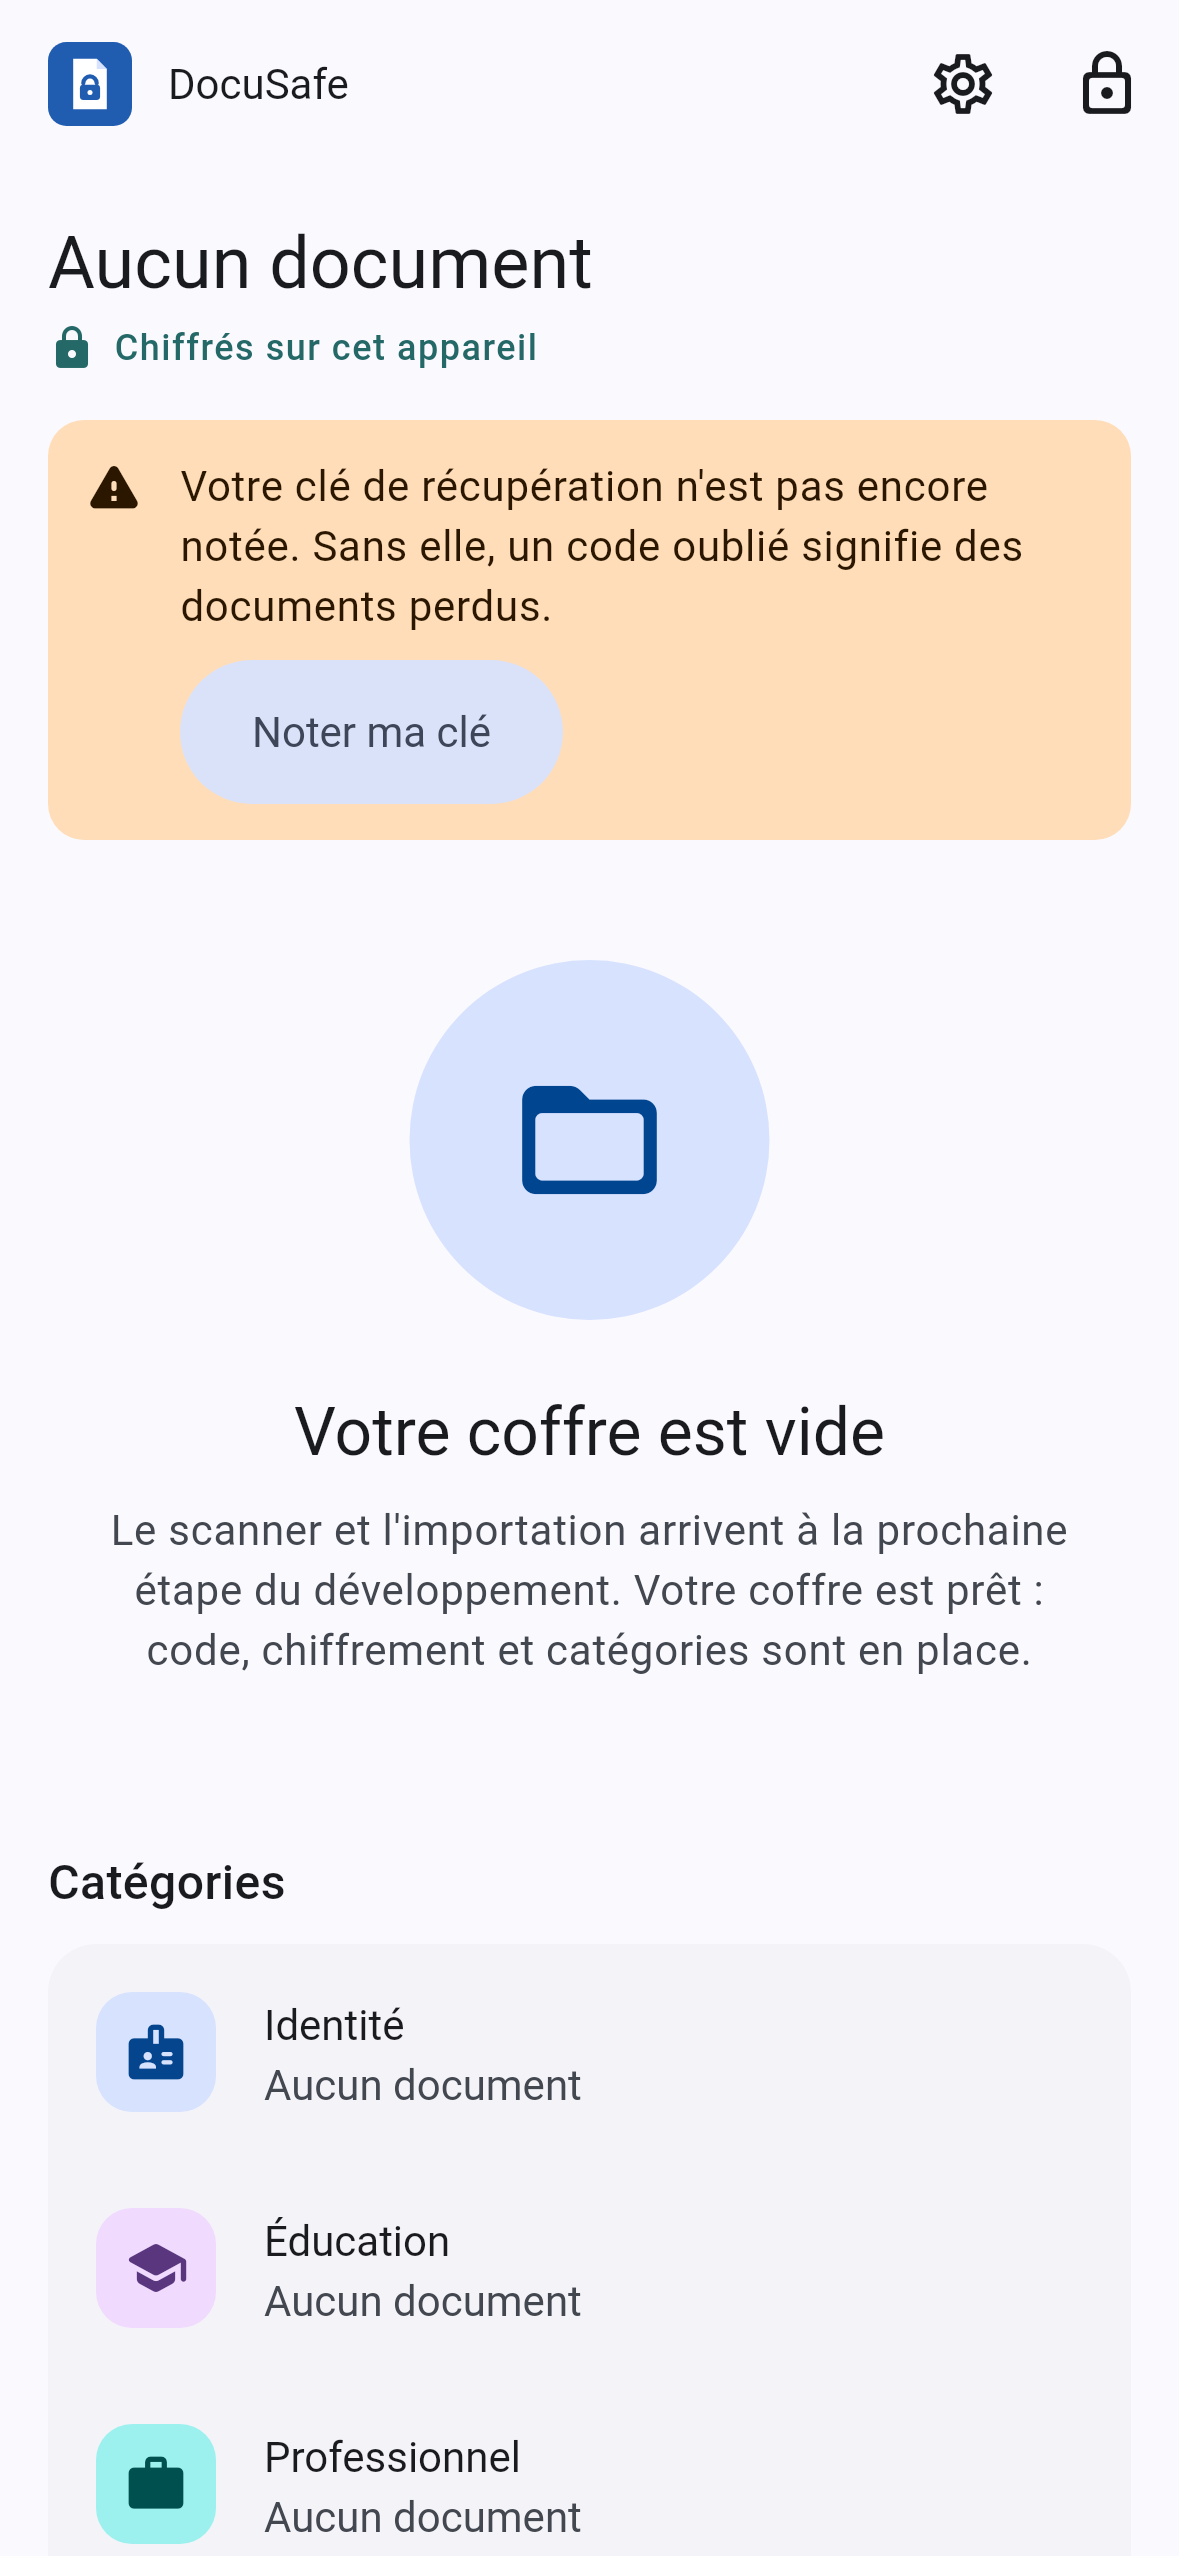 DocuSafe
Aucun document
Chiffrés sur cet appareil
Votre clé de récupération n'est pas encore
notée. Sans elle, un code oublié signifie des
documents perdus.
Noter ma clé
Votre coffre est vide
Le scanner et l'importation arrivent à la prochaine
étape du développement. Votre coffre est prêt :
code, chiffrement et catégories sont en place.
Catégories
Identité
Aucun document
Éducation
Aucun document
Professionnel
Aucun document